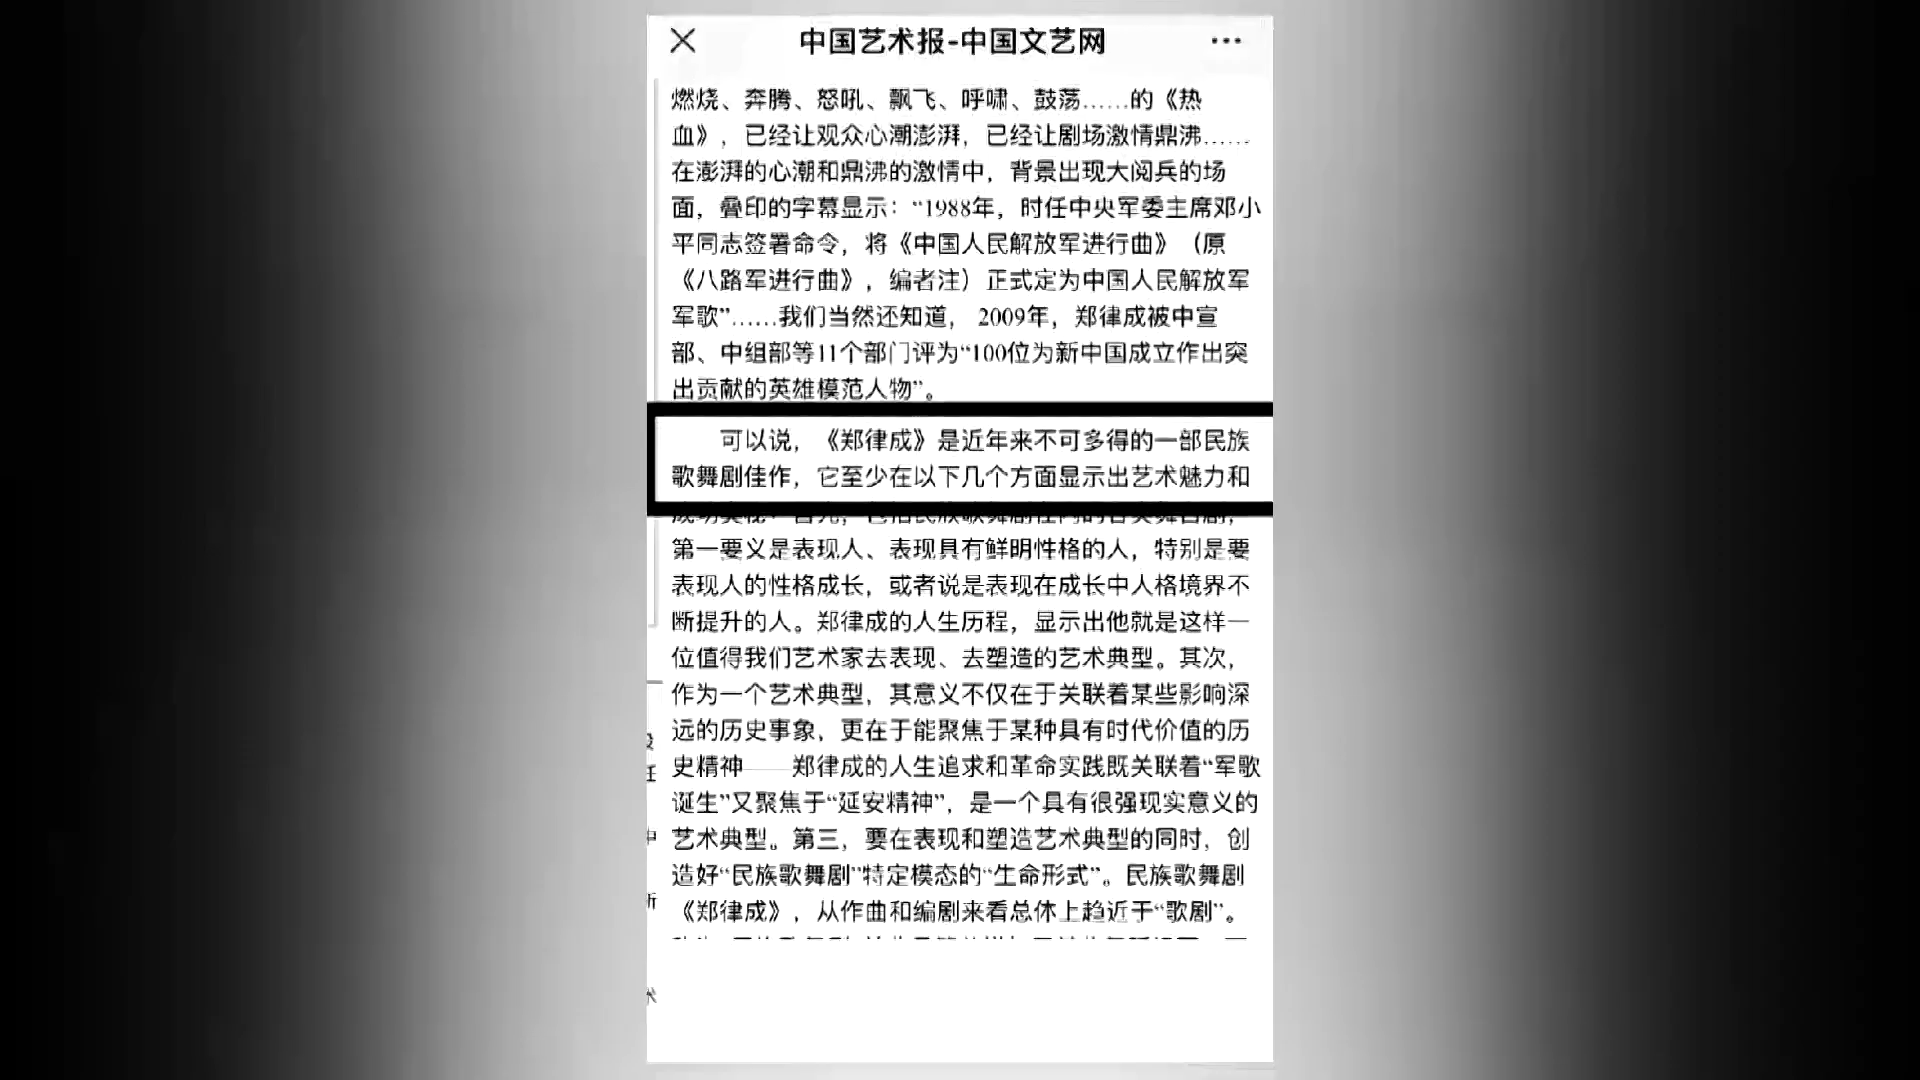 中国艺术报-中国文艺网
燃烧、奔腾、怒吼、飘飞、呼啸、鼓荡……的《热
血》，已经让观众心潮澎湃，已经让剧场激情鼎沸……
在澎湃的心潮和鼎沸的激情中，背景出现大阅兵的场
面，叠印的字幕显示：“1988年，时任中央军委主席邓小
平同志签署命令，将《中国人民解放军进行曲》（原
《八路军进行曲》，编者注）正式定为中国人民解放军
军歌”……我们当然还知道， 2009年，郑律成被中宣
部、中组部等11个部门评为“100位为新中国成立作出突
出贡献的英雄模范人物”。
可以说，《郑律成》是近年来不可多得的一部民族
歌舞剧佳作，它至少在以下几个方面显示出艺术魅力和
第一要义是表现人、表现具有鲜明性格的人，特别是要
表现人的性格成长，或者说是表现在成长中人格境界不
断提升的人。郑律成的人生历程，显示出他就是这样一
位值得我们艺术家去表现、去塑造的艺术典型。其次，
作为一个艺术典型，其意义不仅在于关联着某些影响深
远的历史事象，更在于能聚焦于某种具有时代价值的历
史精神——郑律成的人生追求和革命实践既关联着“军歌
诞生”又聚焦于“延安精神”，是一个具有很强现实意义的
艺术典型。第三，要在表现和塑造艺术典型的同时，创
造好“民族歌舞剧”特定模态的“生命形式”。民族歌舞剧
《郑律成》，从作曲和编剧来看总体上趋近于“歌剧”。